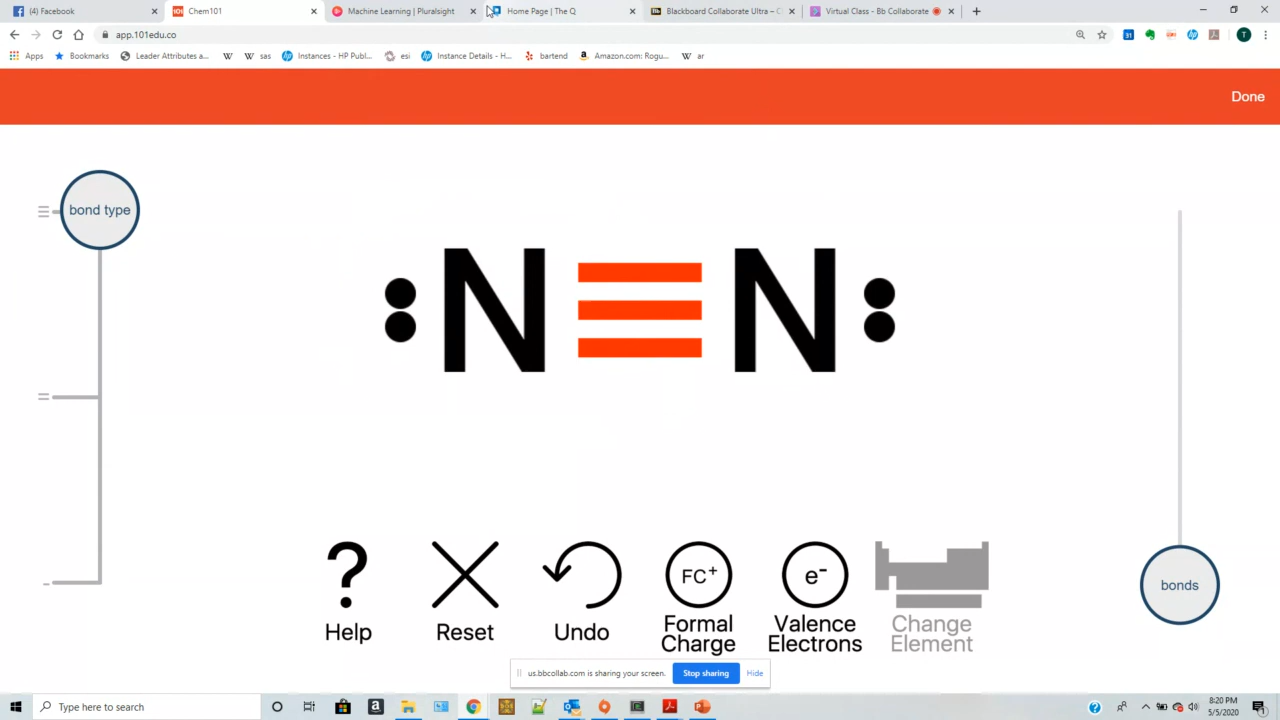 (4) Facebook
Chem101
Machine Learning | Pluralsight
Home Page | The Q
Blackboard Collaborate Ultra – C
Virtual Class - Bb Collaborate
app.101edu.co
T
Apps
Bookmarks
Leader Attributes a...
sas
Instances - HP Publ...
esi
Instance Details - H...
bartend
Amazon.com: Rogu...
ar
Done
bond type
N≡N
bonds
FC+
e-
Help
Reset
Undo
Formal Charge
Valence Electrons
Change Element
us.bbcollab.com is sharing your screen.
Stop sharing
Hide
Type here to search
8:20 PM
5/5/2020